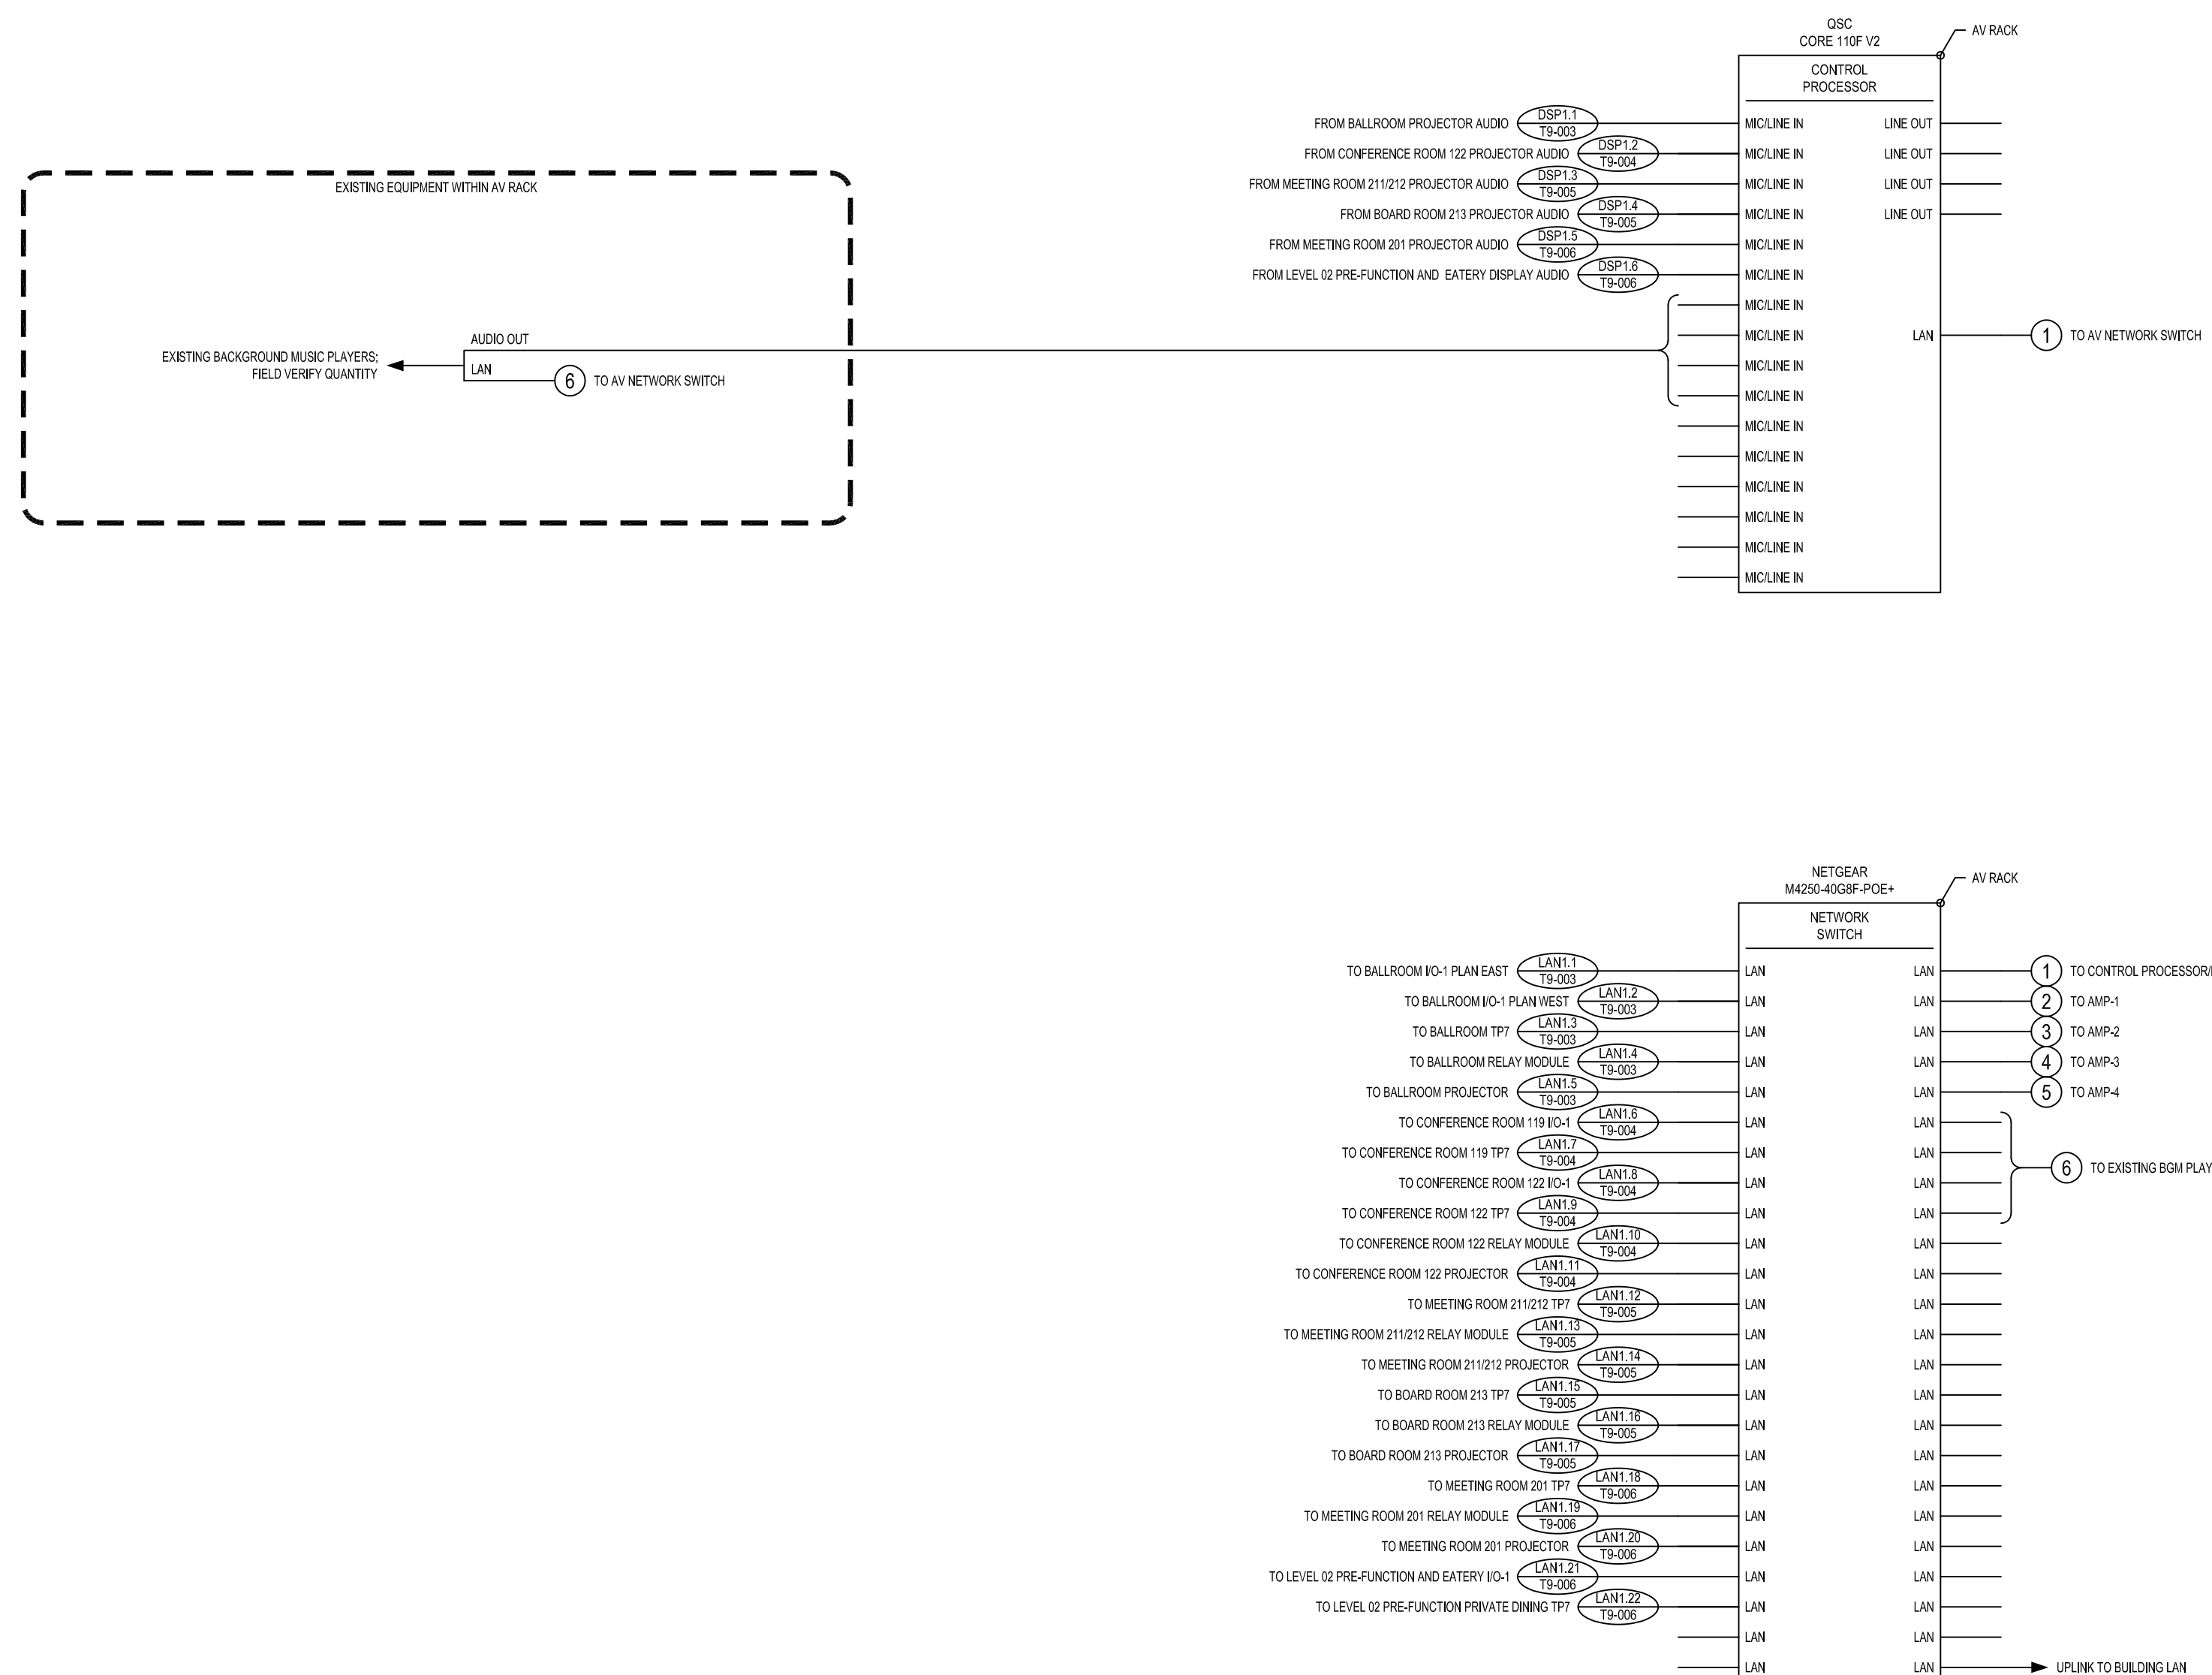 QSC
CORE 110F V2
AV RACK
CONTROL
PROCESSOR
FROM BALLROOM PROJECTOR AUDIO DSP1.1 T9-003 MIC/LINE IN LINE OUT
FROM CONFERENCE ROOM 122 PROJECTOR AUDIO DSP1.2 T9-004 MIC/LINE IN LINE OUT
FROM MEETING ROOM 211/212 PROJECTOR AUDIO DSP1.3 T9-005 MIC/LINE IN LINE OUT
FROM BOARD ROOM 213 PROJECTOR AUDIO DSP1.4 T9-005 MIC/LINE IN LINE OUT
FROM MEETING ROOM 201 PROJECTOR AUDIO DSP1.5 T9-006 MIC/LINE IN
FROM LEVEL 02 PRE-FUNCTION AND EATERY DISPLAY AUDIO DSP1.6 T9-006 MIC/LINE IN
MIC/LINE IN
MIC/LINE IN LAN 1 TO AV NETWORK SWITCH
MIC/LINE IN
MIC/LINE IN
MIC/LINE IN
MIC/LINE IN
MIC/LINE IN
MIC/LINE IN
MIC/LINE IN
MIC/LINE IN
EXISTING EQUIPMENT WITHIN AV RACK
AUDIO OUT
EXISTING BACKGROUND MUSIC PLAYERS;
FIELD VERIFY QUANTITY
LAN
6 TO AV NETWORK SWITCH
NETGEAR
M4250-40G8F-POE+
AV RACK
NETWORK
SWITCH
TO BALLROOM I/O-1 PLAN EAST LAN1.1 T9-003 LAN LAN 1 TO CONTROL PROCESSOR/
TO BALLROOM I/O-1 PLAN WEST LAN1.2 T9-003 LAN LAN 2 TO AMP-1
TO BALLROOM TP7 LAN1.3 T9-003 LAN LAN 3 TO AMP-2
TO BALLROOM RELAY MODULE LAN1.4 T9-003 LAN LAN 4 TO AMP-3
TO BALLROOM PROJECTOR LAN1.5 T9-003 LAN LAN 5 TO AMP-4
TO CONFERENCE ROOM 119 I/O-1 LAN1.6 T9-004 LAN LAN
TO CONFERENCE ROOM 119 TP7 LAN1.7 T9-004 LAN LAN
6 TO EXISTING BGM PLAY
TO CONFERENCE ROOM 122 I/O-1 LAN1.8 T9-004 LAN LAN
TO CONFERENCE ROOM 122 TP7 LAN1.9 T9-004 LAN LAN
TO CONFERENCE ROOM 122 RELAY MODULE LAN1.10 T9-004 LAN LAN
TO CONFERENCE ROOM 122 PROJECTOR LAN1.11 T9-004 LAN LAN
TO MEETING ROOM 211/212 TP7 LAN1.12 T9-005 LAN LAN
TO MEETING ROOM 211/212 RELAY MODULE LAN1.13 T9-005 LAN LAN
TO MEETING ROOM 211/212 PROJECTOR LAN1.14 T9-005 LAN LAN
TO BOARD ROOM 213 TP7 LAN1.15 T9-005 LAN LAN
TO BOARD ROOM 213 RELAY MODULE LAN1.16 T9-005 LAN LAN
TO BOARD ROOM 213 PROJECTOR LAN1.17 T9-005 LAN LAN
TO MEETING ROOM 201 TP7 LAN1.18 T9-006 LAN LAN
TO MEETING ROOM 201 RELAY MODULE LAN1.19 T9-006 LAN LAN
TO MEETING ROOM 201 PROJECTOR LAN1.20 T9-006 LAN LAN
TO LEVEL 02 PRE-FUNCTION AND EATERY I/O-1 LAN1.21 T9-006 LAN LAN
TO LEVEL 02 PRE-FUNCTION PRIVATE DINING TP7 LAN1.22 T9-006 LAN LAN
LAN LAN
LAN LAN UPLINK TO BUILDING LAN